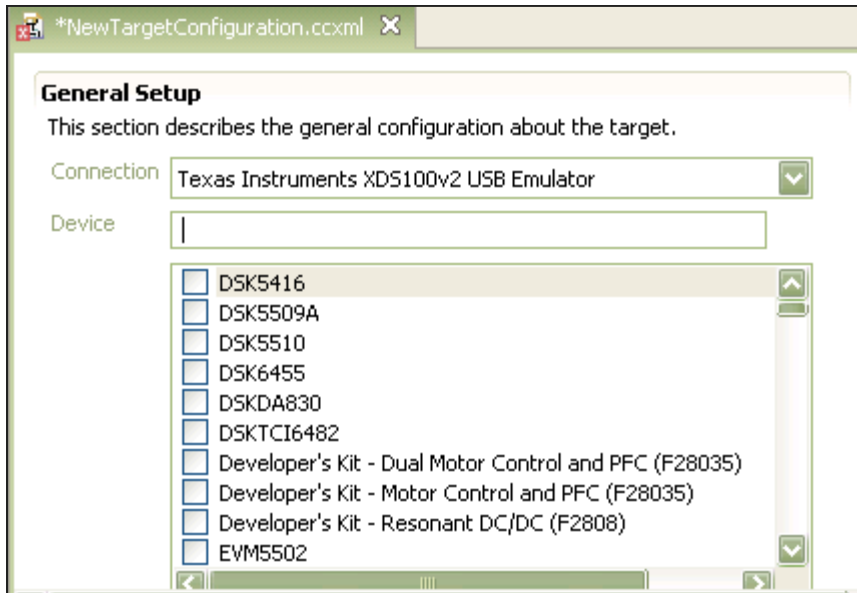 *NewTargetConfiguration.ccxml
General Setup
This section describes the general configuration about the target.
Connection Texas Instruments XDS100v2 USB Emulator
Device
DSK5416
DSK5509A
DSK5510
DSK6455
DSKDA830
DSKTCI6482
Developer's Kit - Dual Motor Control and PFC (F28035)
Developer's Kit - Motor Control and PFC (F28035)
Developer's Kit - Resonant DC/DC (F2808)
EVM5502